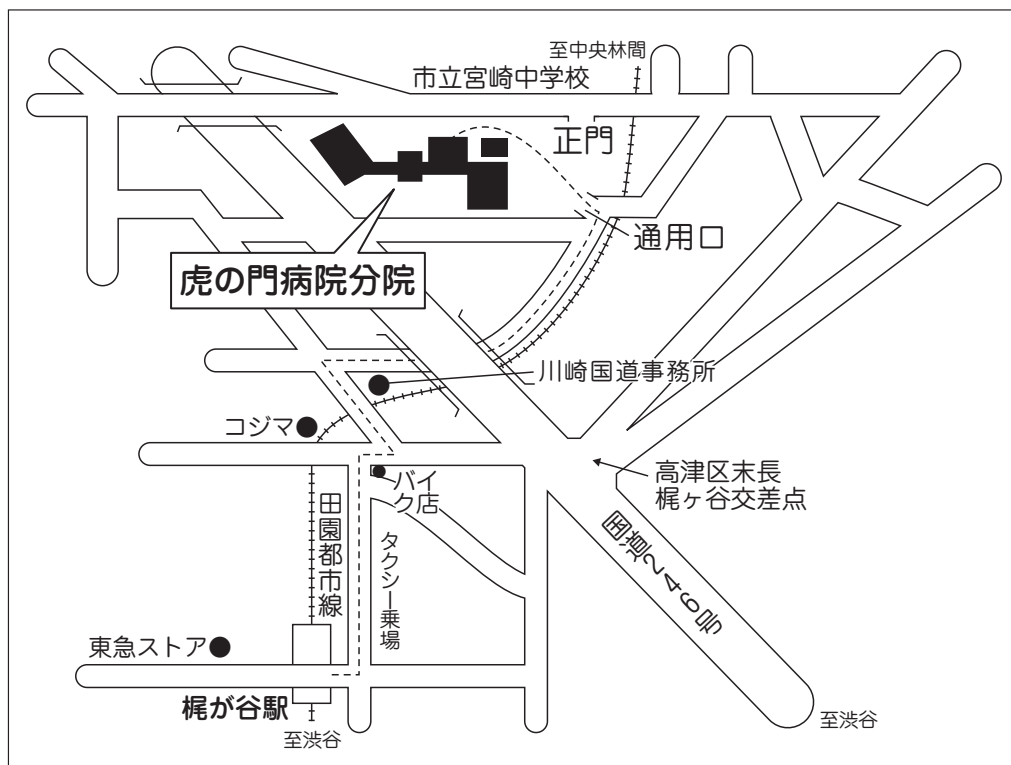 至中央林間
市立宮崎中学校
正門
通用口
虎の門病院分院
川崎国道事務所
コジマ
高津区末長
梶ヶ谷交差点
バイ
ク店
田園都市線
タクシー乗場
国道246号
東急ストア
梶が谷駅
至渋谷
至渋谷